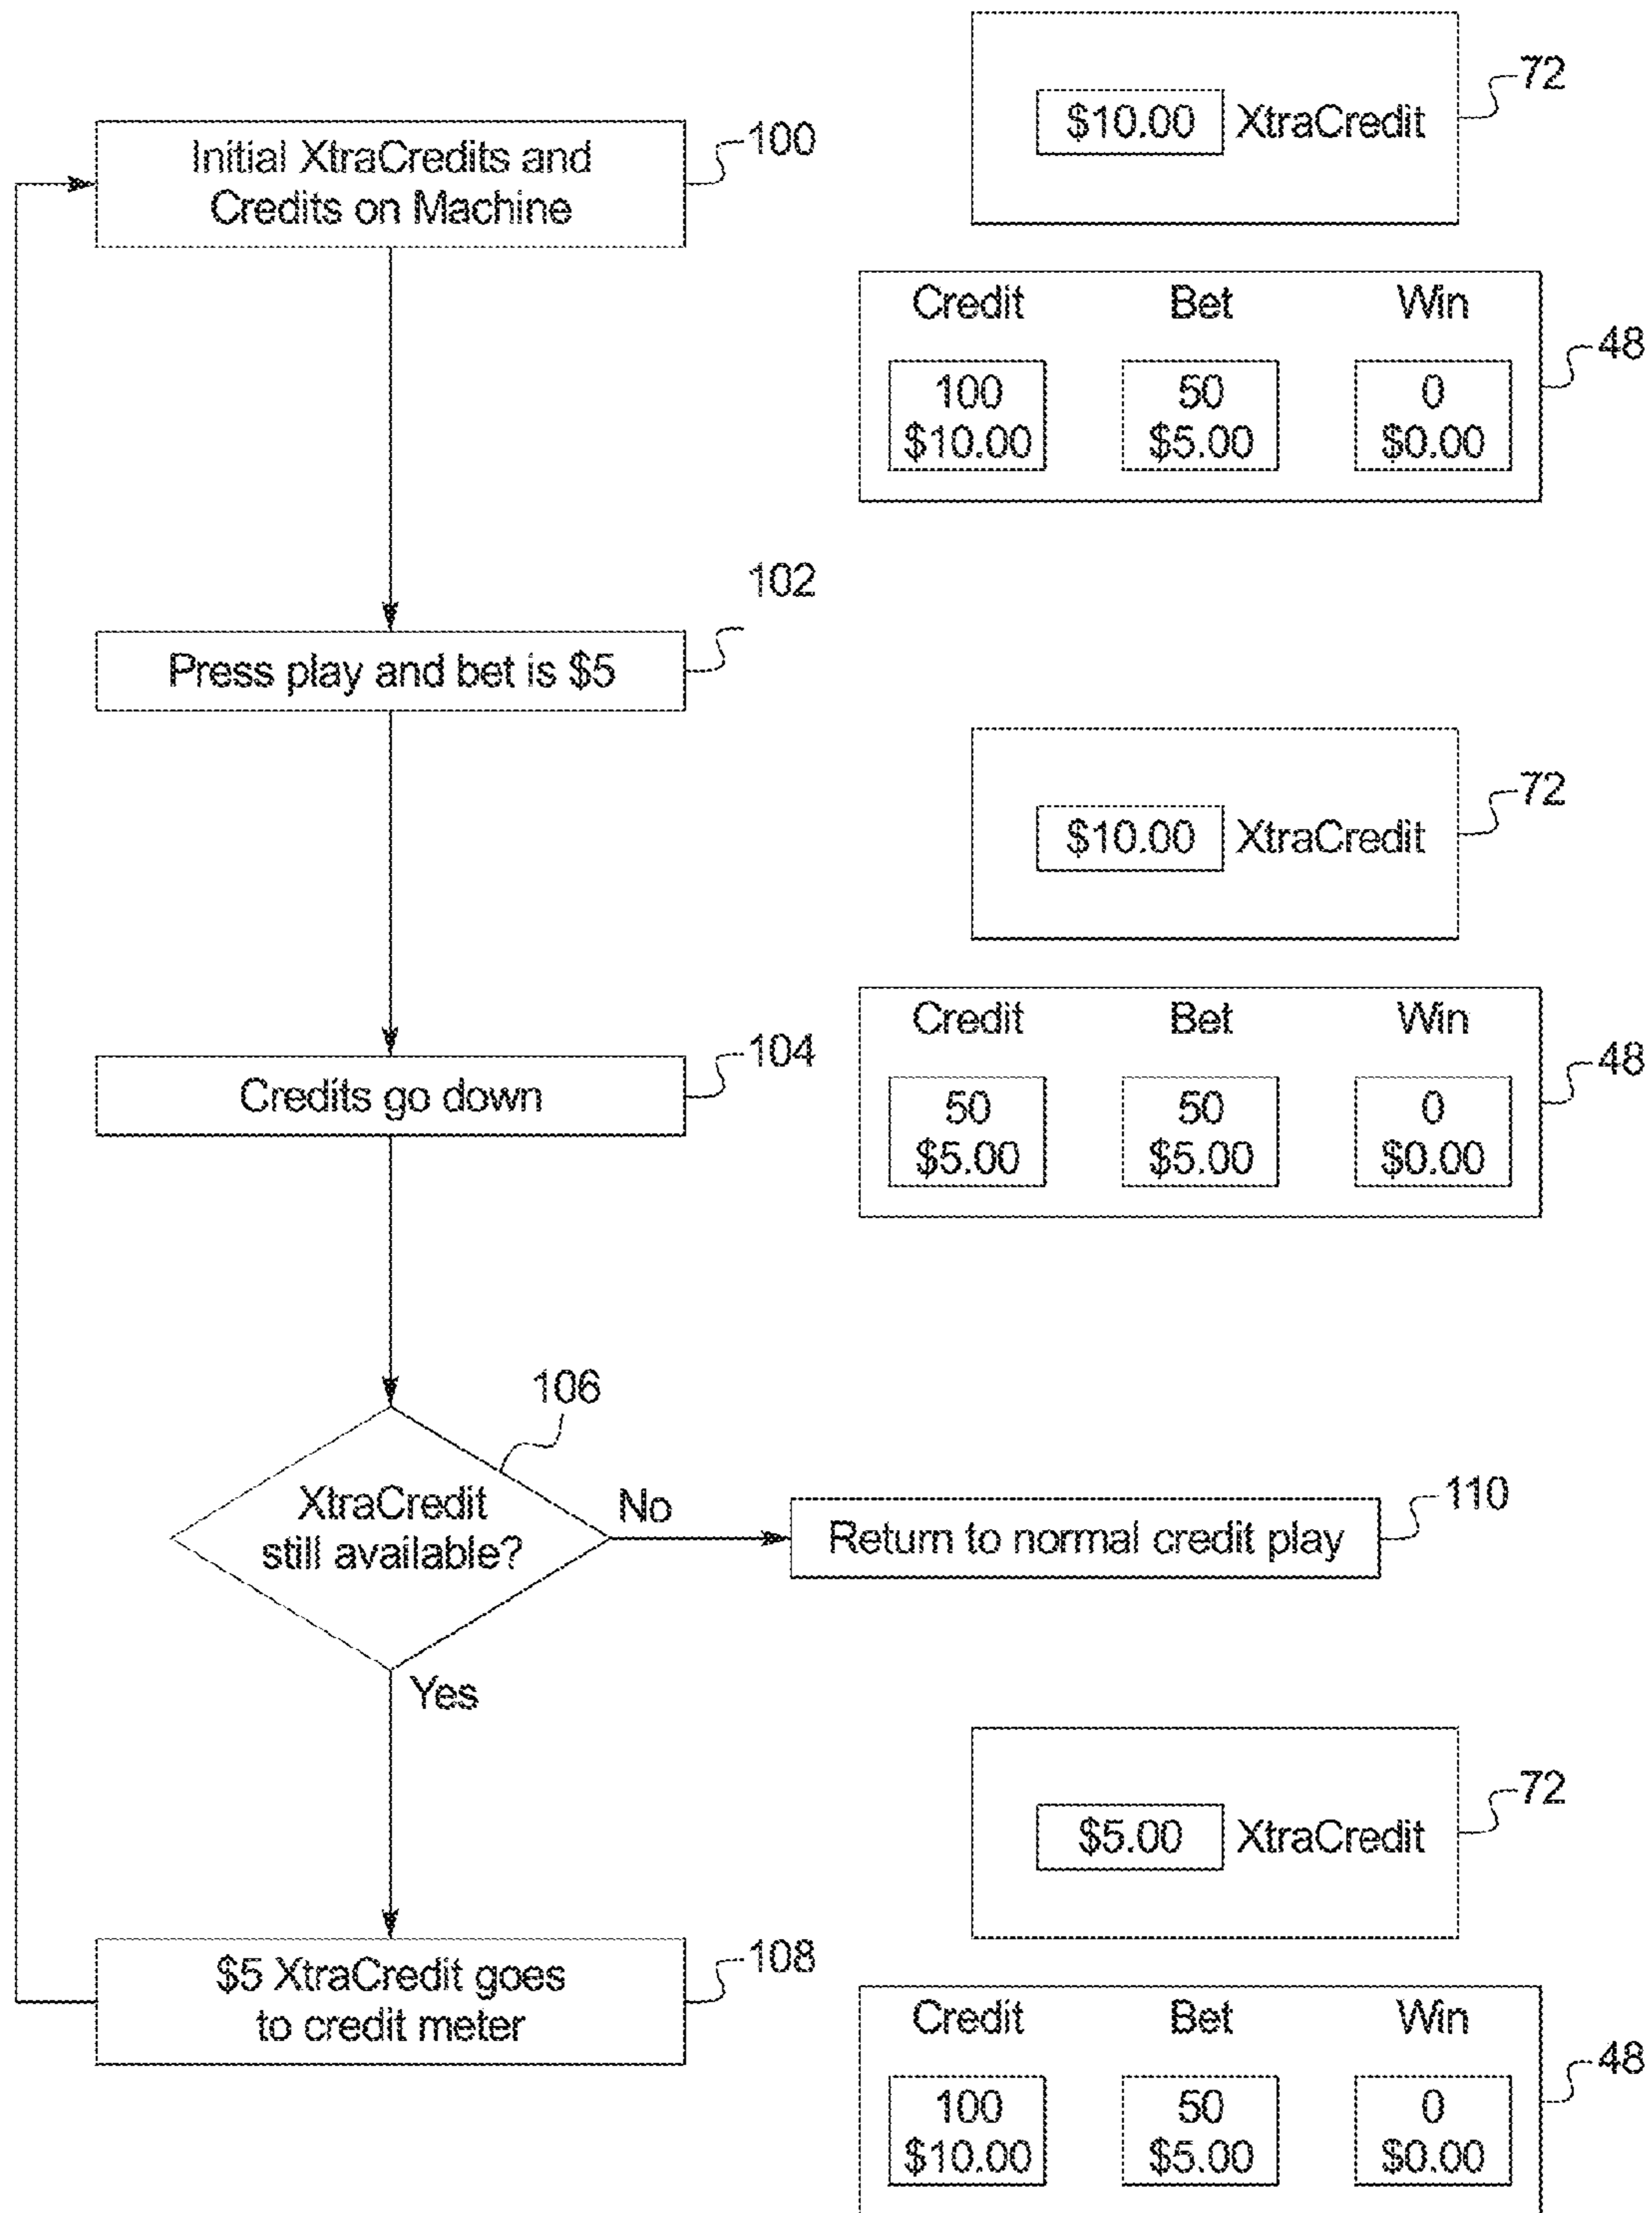 $10.00 XtraCredit
72
Initial XtraCredits and
Credits on Machine
100
Credit Bet Win
100 50 0
$10.00 $5.00 $0.00
48
102
Press play and bet is $5
$10.00 XtraCredit
72
Credits go down
104
Credit Bet Win
50 50 0
$5.00 $5.00 $0.00
48
106
XtraCredit
still available?
No
Return to normal credit play
110
Yes
$5.00 XtraCredit
72
$5 XtraCredit goes
to credit meter
108
Credit Bet Win
100 50 0
$10.00 $5.00 $0.00
48